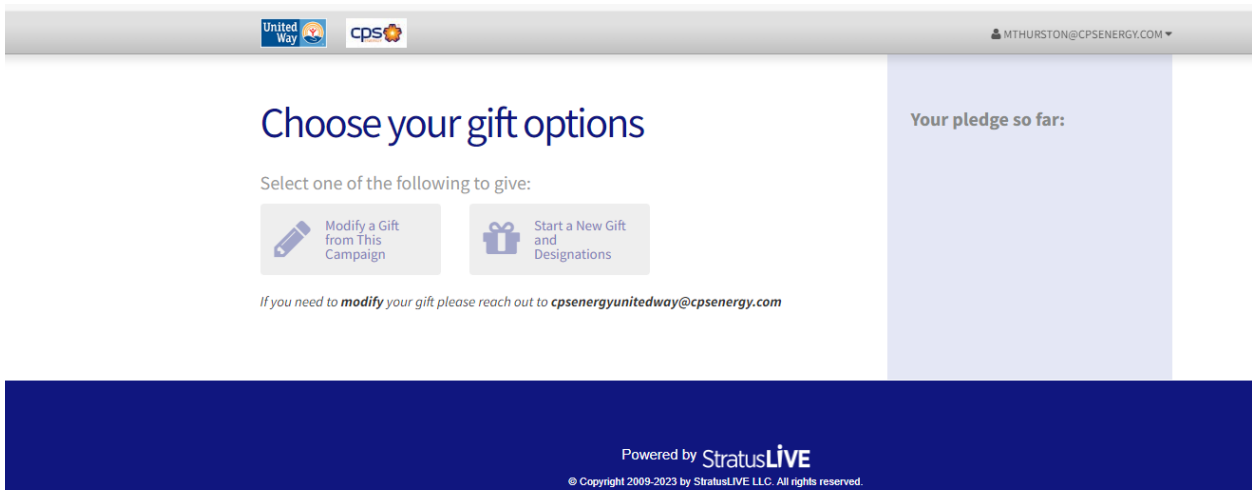 United
Way
cps
MTHURSTON@CPSENERGY.COM
Choose your gift options
Your pledge so far:
Select one of the following to give:
Modify a Gift
from This
Campaign
Start a New Gift
and
Designations
If you need to modify your gift please reach out to cpsenergyunitedway@cpsenergy.com
Powered by StratusLIVE
© Copyright 2009-2023 by StratusLIVE LLC. All rights reserved.